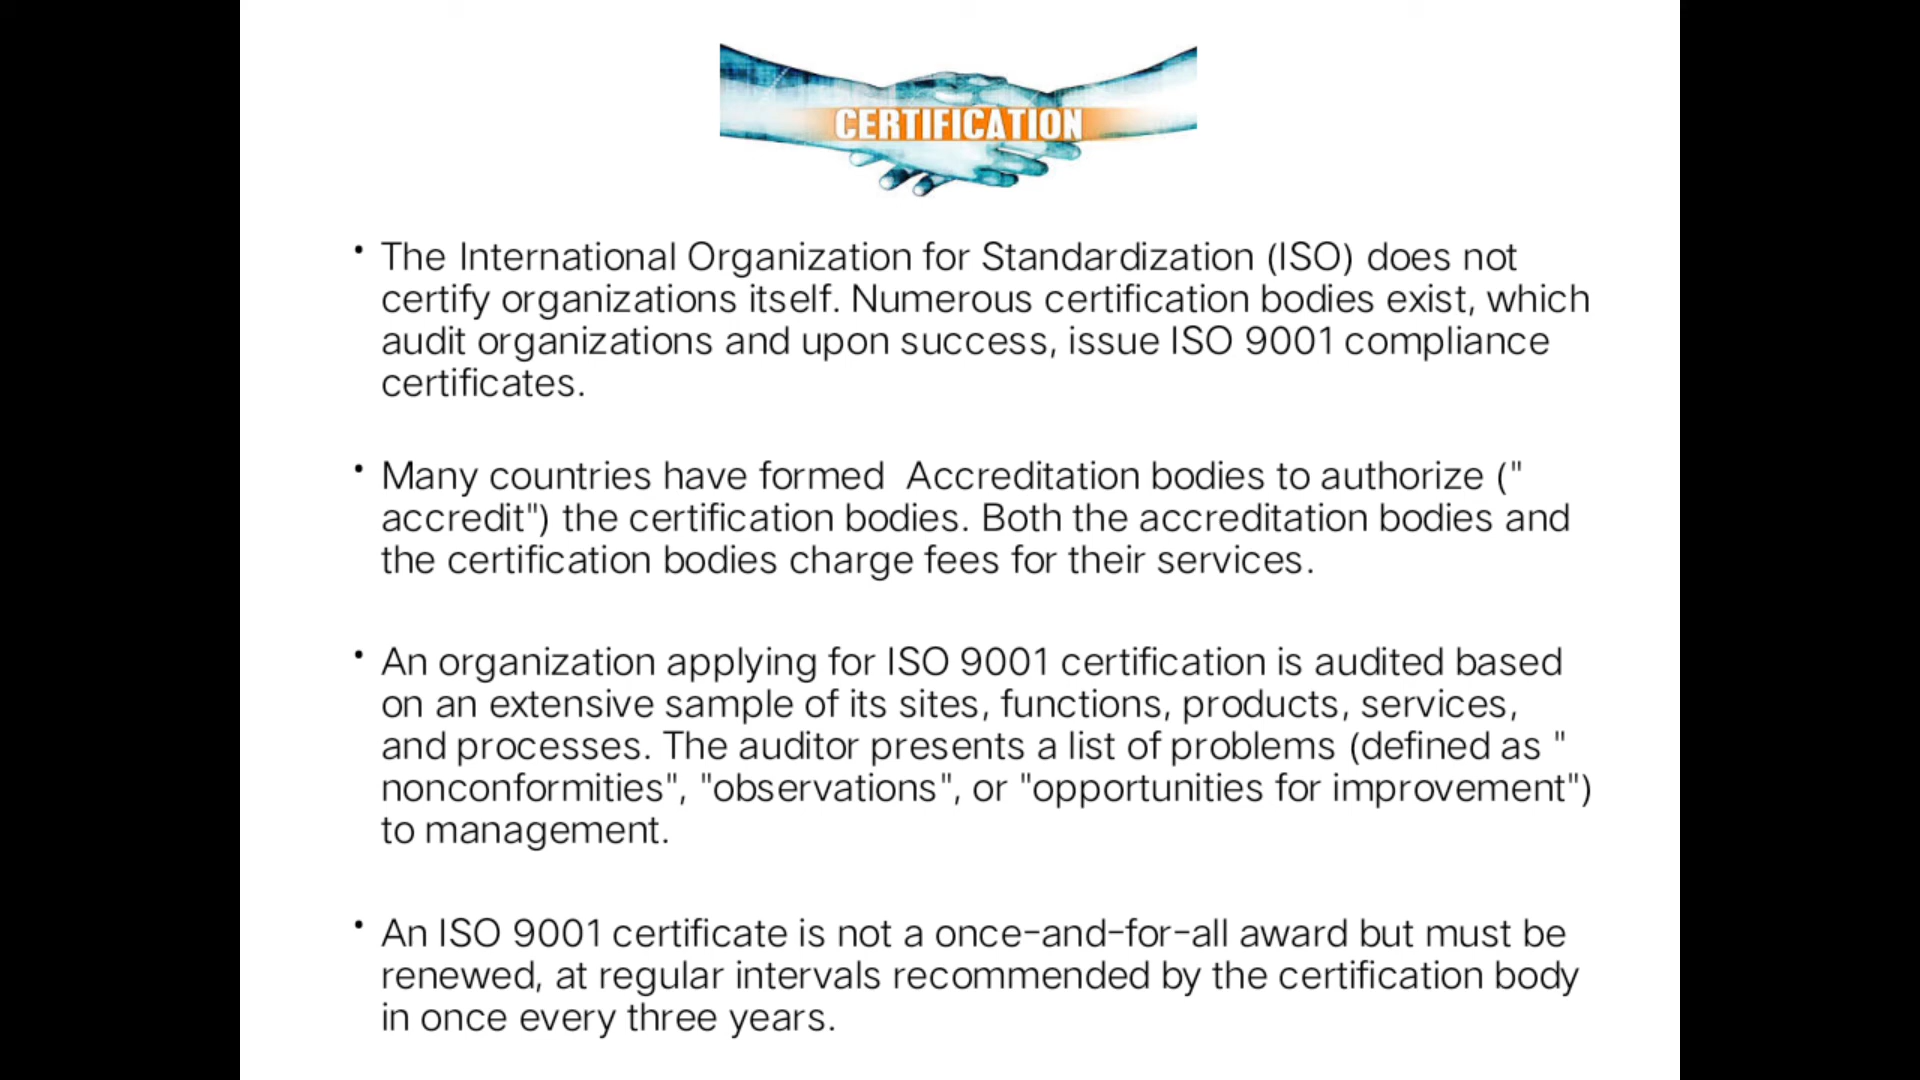 CERTIFICATION
• The International Organization for Standardization (ISO) does not
certify organizations itself. Numerous certification bodies exist, which
audit organizations and upon success, issue ISO 9001 compliance
certificates.
• Many countries have formed  Accreditation bodies to authorize ("
accredit") the certification bodies. Both the accreditation bodies and
the certification bodies charge fees for their services.
• An organization applying for ISO 9001 certification is audited based
on an extensive sample of its sites, functions, products, services,
and processes. The auditor presents a list of problems (defined as "
nonconformities", "observations", or "opportunities for improvement")
to management.
• An ISO 9001 certificate is not a once-and-for-all award but must be
renewed, at regular intervals recommended by the certification body
in once every three years.